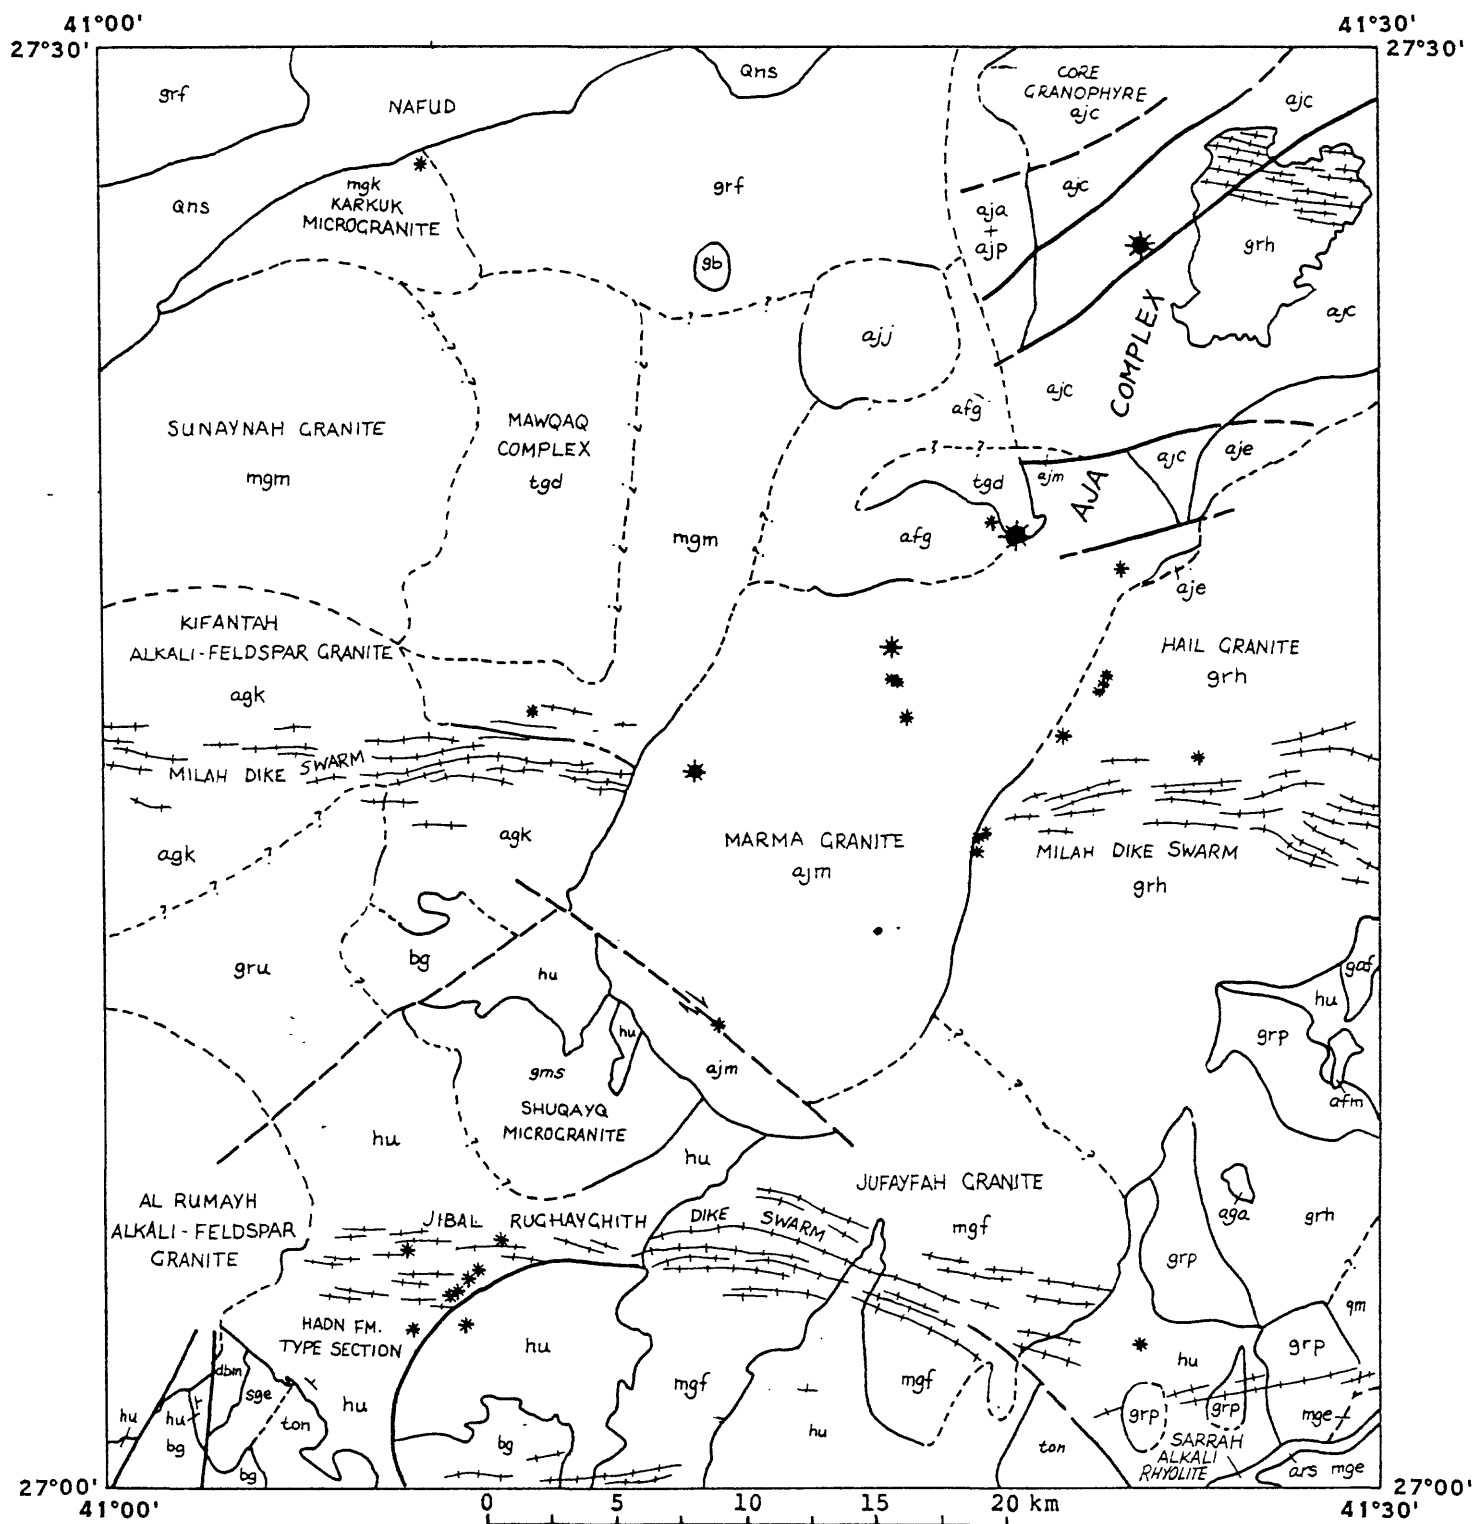 41°00'
41°30'
27°30'
27°30'
grf
NAFUD
Qns
CORE
GRANOPHYRE
ajc
ajc
Qns
mgk
KARKUK
MICROGRANITE
grf
gb
aja
+
ajp
ajc
grh
ajc
ajj
afg
ajc
AJA COMPLEX
SUNAYNAH GRANITE
mgm
MAWQAQ
COMPLEX
tgd
mgm
tgd
ajm
ajc
aje
afg
aje
KIFANTAH
ALKALI-FELDSPAR GRANITE
agk
HAIL GRANITE
grh
MILAH DIKE SWARM
agk
agk
MARMA GRANITE
ajm
MILAH DIKE SWARM
grh
gru
bg
hu
hu
gms
SHUQAYQ
MICROGRANITE
ajm
gaf
hu
grp
afm
hu
hu
AL RUMAYH
ALKALI-FELDSPAR
GRANITE
JIBAL RUGHAYGHITH DIKE SWARM
JUFAYFAH GRANITE
mgf
aga
grh
grp
qm
HADN FM.
TYPE SECTION
hu
hu
mgf
mgf
hu
grp
dbm
sge
ton
hu
hu
bg
bg
bg
hu
ton
grp
grp
mge
SARRAH
ALKALI
RHYOLITE
ars
mge
27°00'
27°00'
41°00'
41°30'
0 5 10 15 20 km